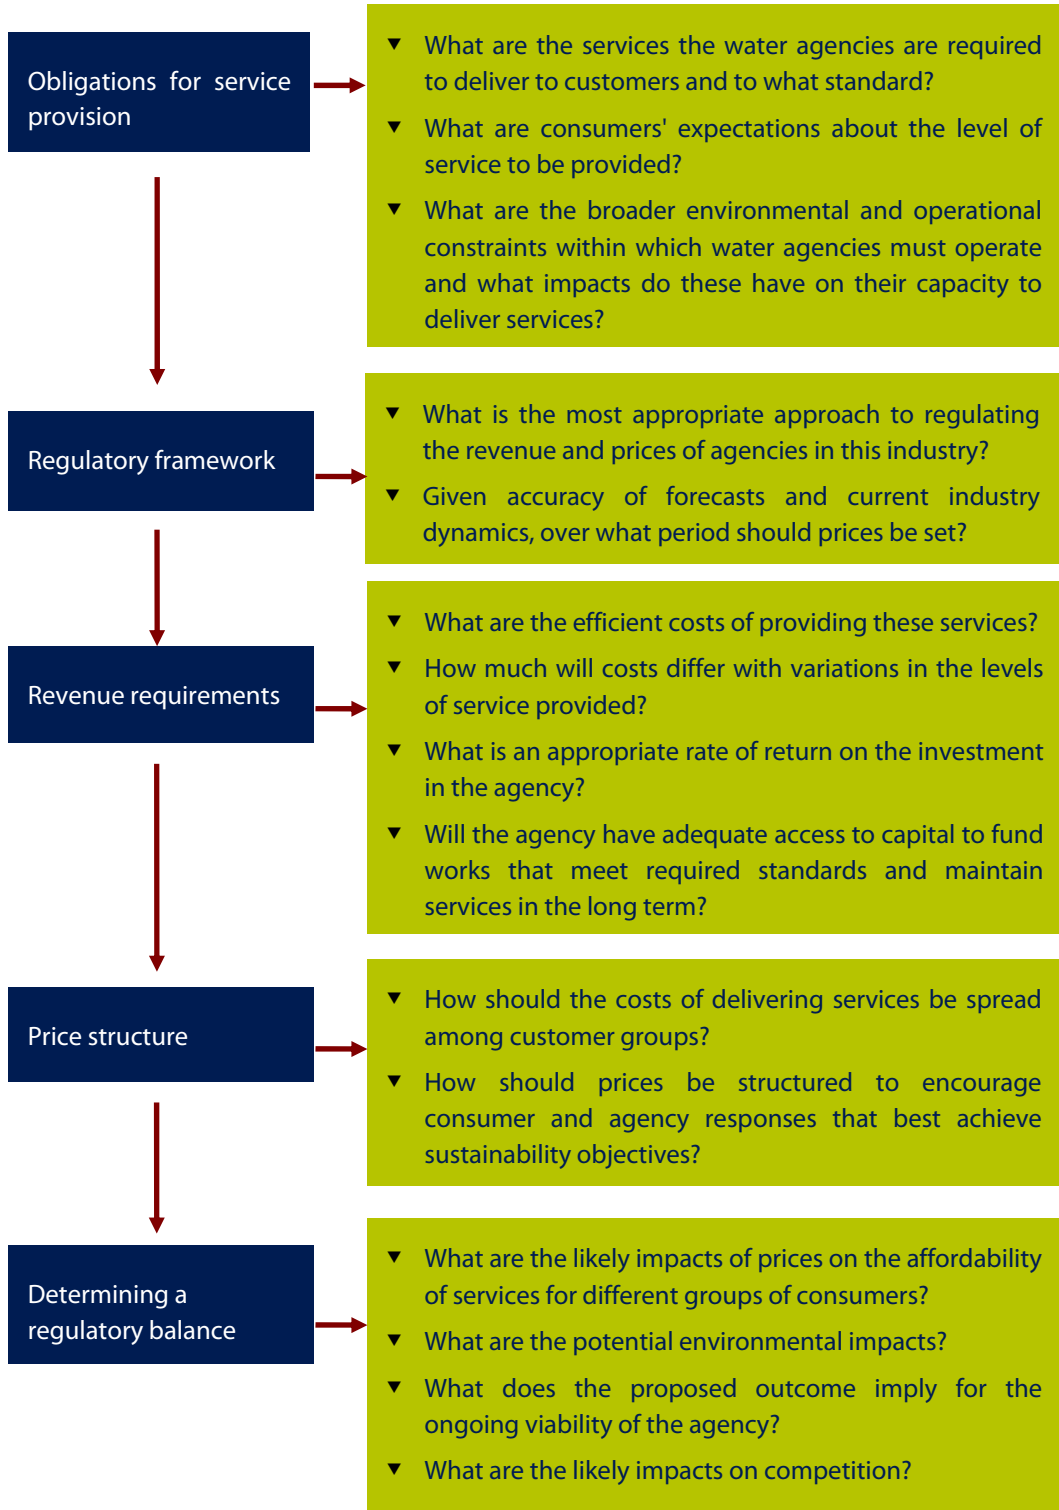 Obligations for service
provision
▼ What are the services the water agencies are required
to deliver to customers and to what standard?
▼ What are consumers' expectations about the level of
service to be provided?
▼ What are the broader environmental and operational
constraints within which water agencies must operate
and what impacts do these have on their capacity to
deliver services?
Regulatory framework
▼ What is the most appropriate approach to regulating
the revenue and prices of agencies in this industry?
▼ Given accuracy of forecasts and current industry
dynamics, over what period should prices be set?
Revenue requirements
▼ What are the efficient costs of providing these services?
▼ How much will costs differ with variations in the levels
of service provided?
▼ What is an appropriate rate of return on the investment
in the agency?
▼ Will the agency have adequate access to capital to fund
works that meet required standards and maintain
services in the long term?
Price structure
▼ How should the costs of delivering services be spread
among customer groups?
▼ How should prices be structured to encourage
consumer and agency responses that best achieve
sustainability objectives?
Determining a
regulatory balance
▼ What are the likely impacts of prices on the affordability
of services for different groups of consumers?
▼ What are the potential environmental impacts?
▼ What does the proposed outcome imply for the
ongoing viability of the agency?
▼ What are the likely impacts on competition?